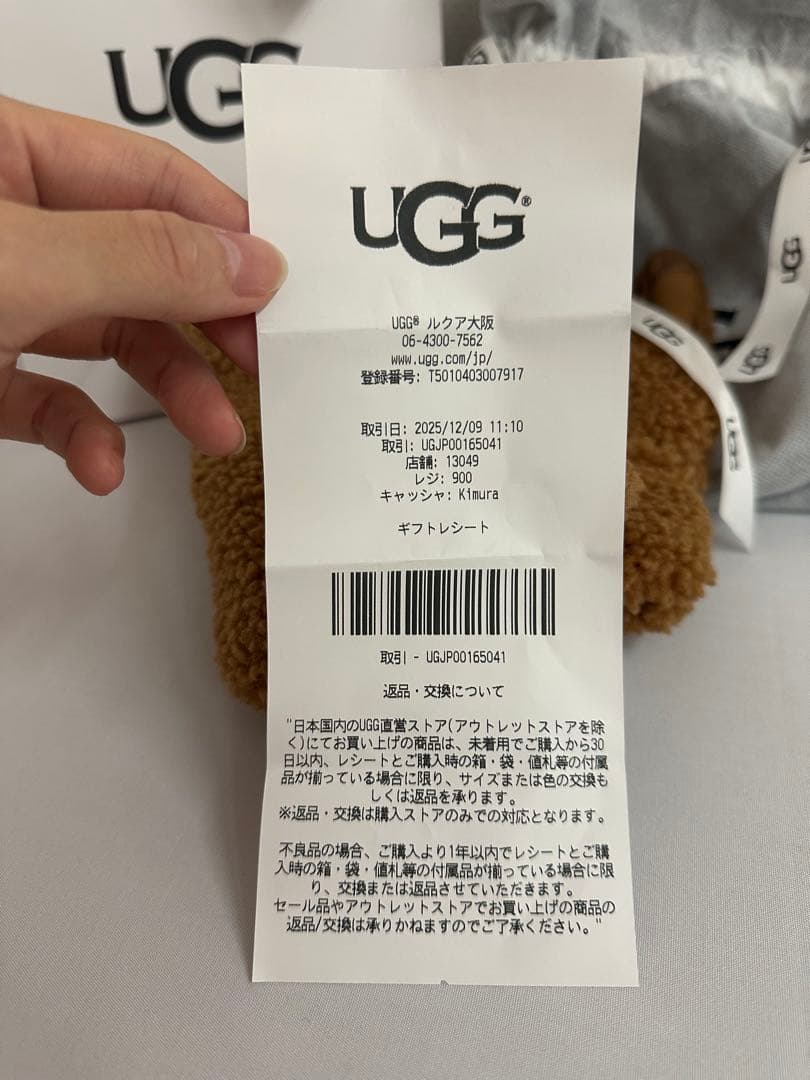 UGG
UGG®
UGG® ルクア大阪
06-4300-7562
www.ugg.com/jp/
登録番号: T5010403007917
取引日: 2025/12/09 11:10
取引: UGJP00165041
店舗: 13049
レジ: 900
キャッシャ: Kimura
ギフトレシート
取引 - UGJP00165041
返品・交換について
"日本国内のUGG直営ストア(アウトレットストアを除
く)にてお買い上げの商品は、未着用でご購入から30
日以内、レシートとご購入時の箱・袋・値札等の付属
品が揃っている場合に限り、サイズまたは色の交換も
しくは返品を承ります。
※返品・交換は購入ストアのみでの対応となります。
不良品の場合、ご購入より1年以内でレシートとご購
入時の箱・袋・値札等の付属品が揃っている場合に限
り、交換または返品させていただきます。
セール品やアウトレットストアでお買い上げの商品の
返品/交換は承りかねますのでご了承ください。"
UGG
UGG
UGG
UGG